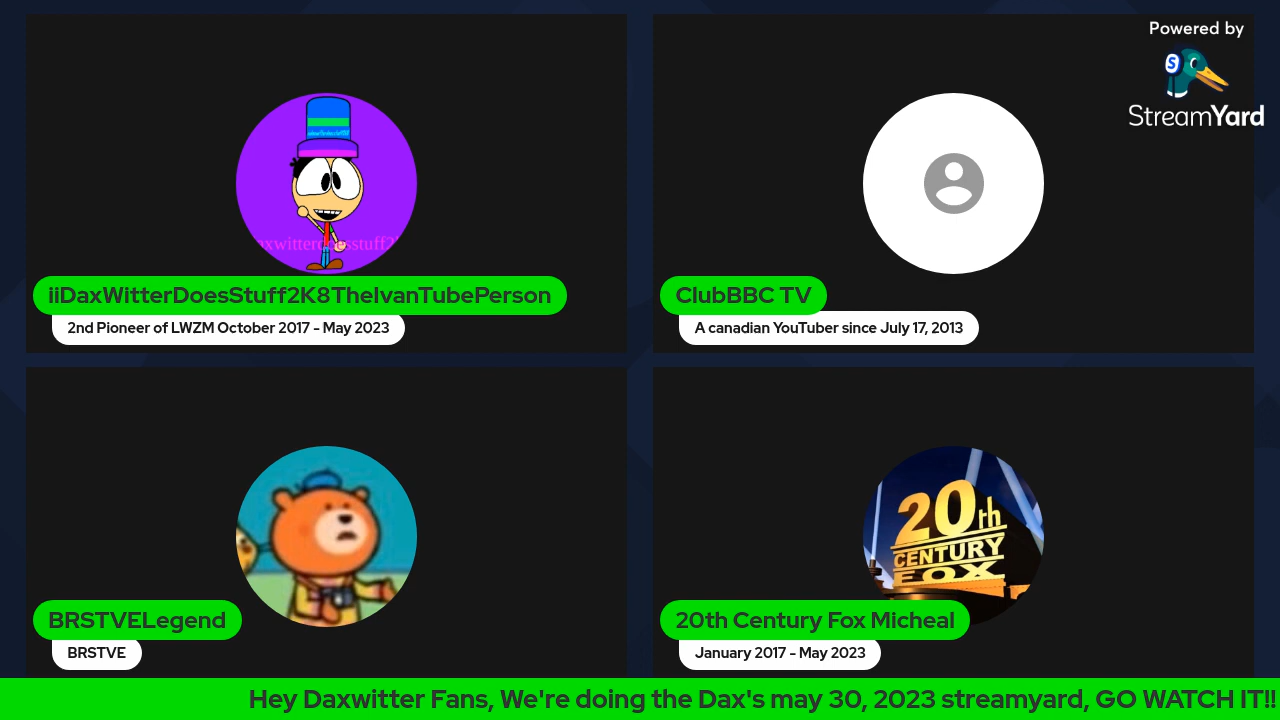 Powered by
StreamYard
iiDaxWitterDoesStuff2K8TheIvanTubePerson
2nd Pioneer of LWZM October 2017 - May 2023
ClubBBC TV
A canadian YouTuber since July 17, 2013
BRSTVELegend
BRSTVE
20th
CENTURY
FOX
20th Century Fox Micheal
January 2017 - May 2023
Hey Daxwitter Fans, We're doing the Dax's may 30, 2023 streamyard, GO WATCH IT!!